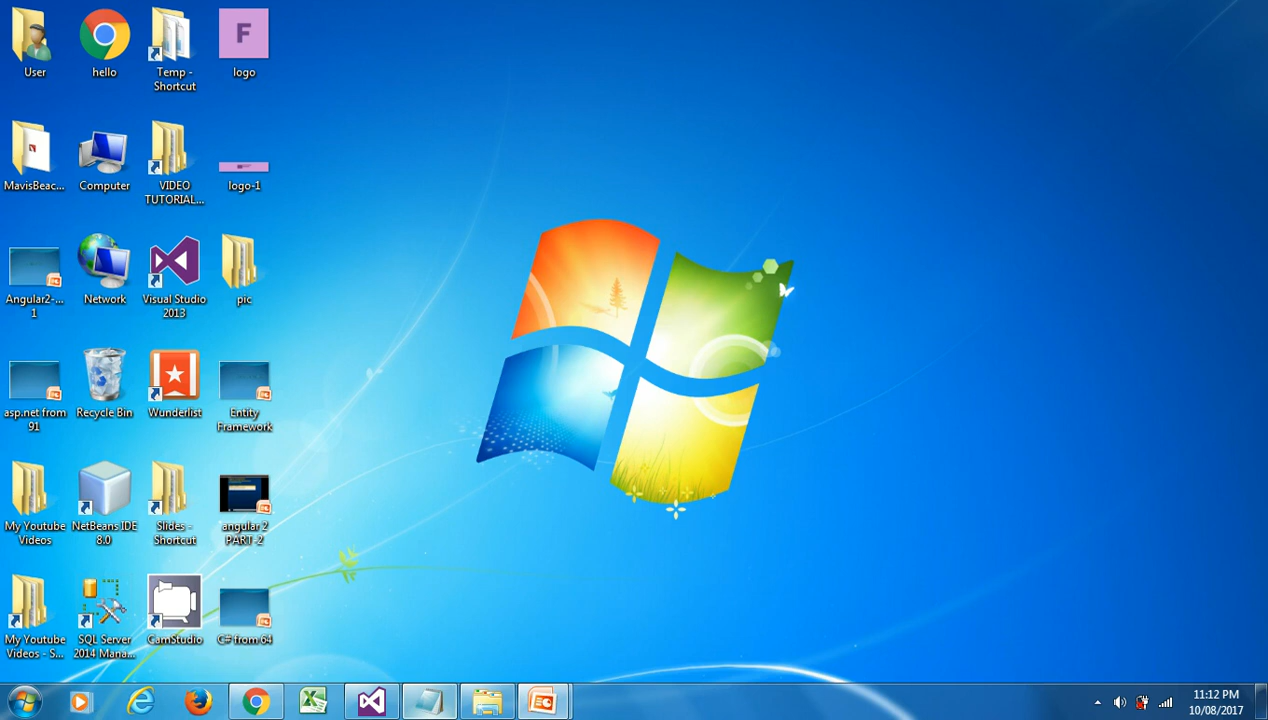 User
hello
Temp -
Shortcut
F
logo
MavisBeac...
Computer
VIDEO
TUTORIAL...
logo-1
Angular2-...
1
Network
Visual Studio
2013
pic
asp.net from
91
Recycle Bin
Wunderlist
Entity
Framework
My Youtube
Videos
NetBeans IDE
8.0
Slides -
Shortcut
angular 2
PART-2
My Youtube
Videos - S...
SQL Server
2014 Mana...
CamStudio
C# from 64
11:12 PM
10/08/2017